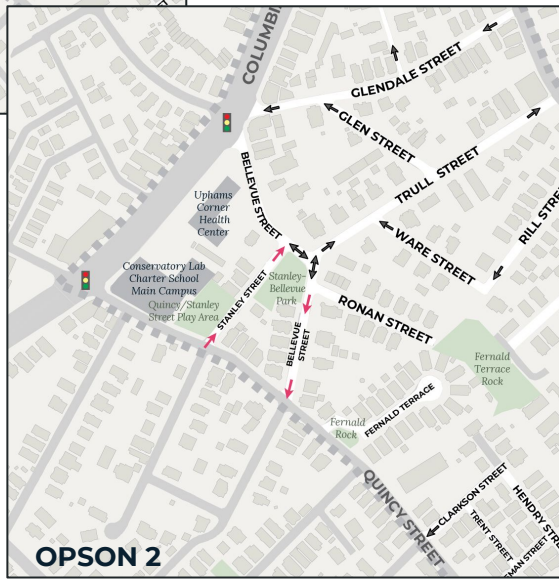 COLUMBI
GLENDALE STREET
GLEN STREET
TRULL STREET
BELLEVUE STREET
Uphams
Corner
Health
Center
WARE STREET
RILL STRE
Conservatory Lab
Charter School
Main Campus
Quincy/Stanley
Street Play Area
STANLEY STREET
Stanley-
Bellevue
Park
RONAN STREET
BELLEVUE
STREET
Fernald
Terrace
Rock
FERNALD TERRACE
Fernald
Rock
QUINCY STREET
CLARKSON STREET
HENDRY STR
TRENT STREET
MAN STREET
OPSON 2